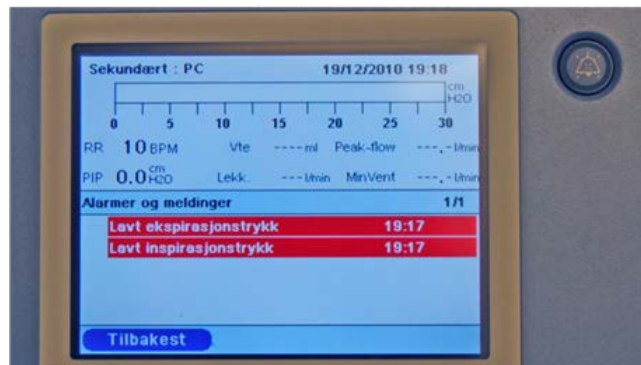 Sekundært : PC 19/12/2010 19:18
cm
H2O
0 5 10 15 20 25 30
RR 10 BPM Vte ---- ml Peak-flow ---.- l/min
PIP 0.0 cm H2O Lekk. --- l/min MinVent ---.- l/min
Alarmer og meldinger 1/1
Lavt ekspirasjonstrykk 19:17
Lavt inspirasjonstrykk 19:17
Tilbakest